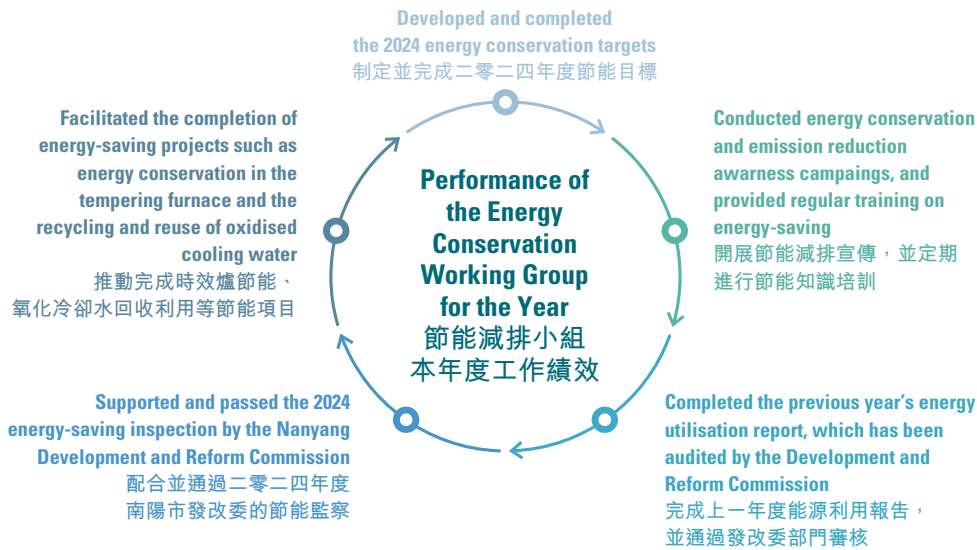 Developed and completed
the 2024 energy conservation targets
制定並完成二零二四年度節能目標
Facilitated the completion of
energy-saving projects such as
energy conservation in the
tempering furnace and the
recycling and reuse of oxidised
cooling water
推動完成時效爐節能、
氧化冷卻水回收利用等節能項目
Performance of
the Energy
Conservation
Working Group
for the Year
節能減排小組
本年度工作績效
Conducted energy conservation
and emission reduction
awarness campaings, and
provided regular training on
energy-saving
開展節能減排宣傳，並定期
進行節能知識培訓
Supported and passed the 2024
energy-saving inspection by the Nanyang
Development and Reform Commission
配合並通過二零二四年度
南陽市發改委的節能監察
Completed the previous year’s energy
utilisation report, which has been
audited by the Development and
Reform Commission
完成上一年度能源利用報告，
並通過發改委部門審核